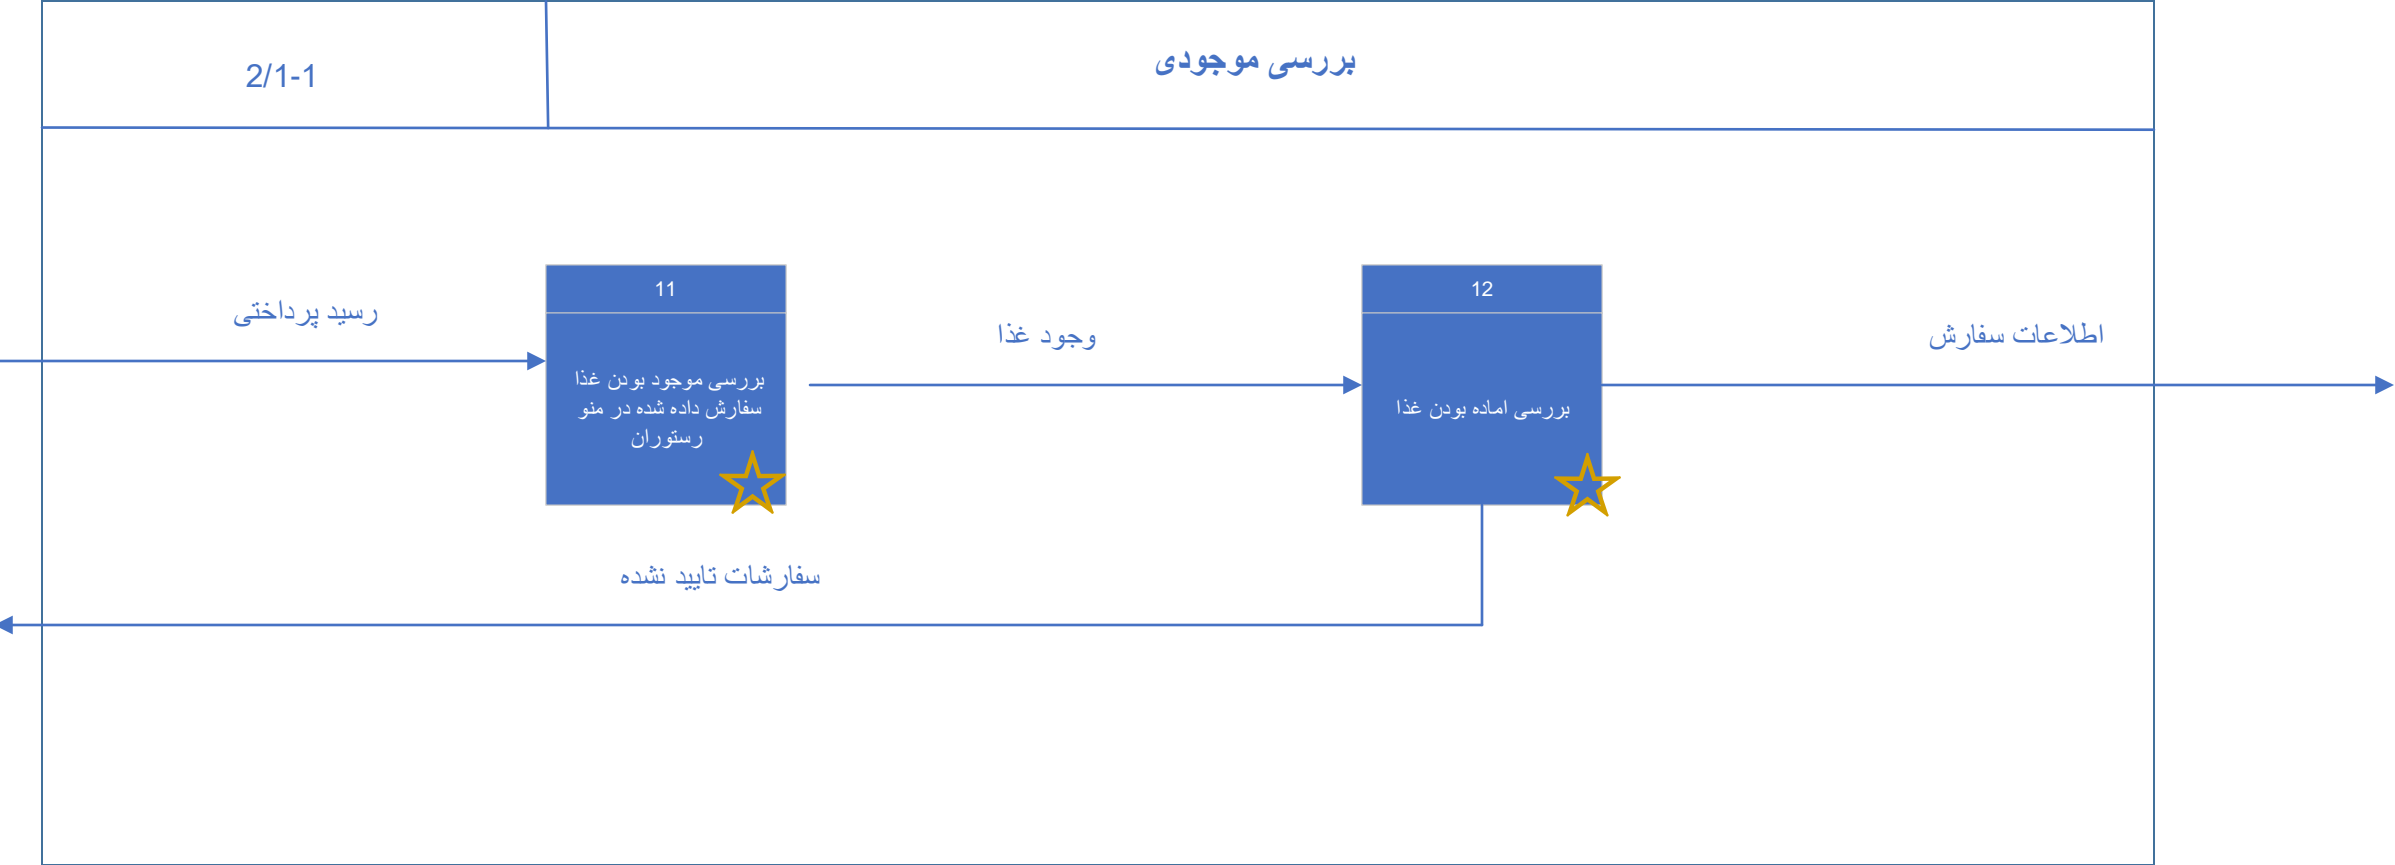 2/1-1
بررسی موجودی
11
12
رسید پرداختی
وجود غذا
اطلاعات سفارش
بررسی موجود بودن غذا
سفارش داده شده در منو
رستوران
بررسی اماده بودن غذا
سفارشات تایید نشده